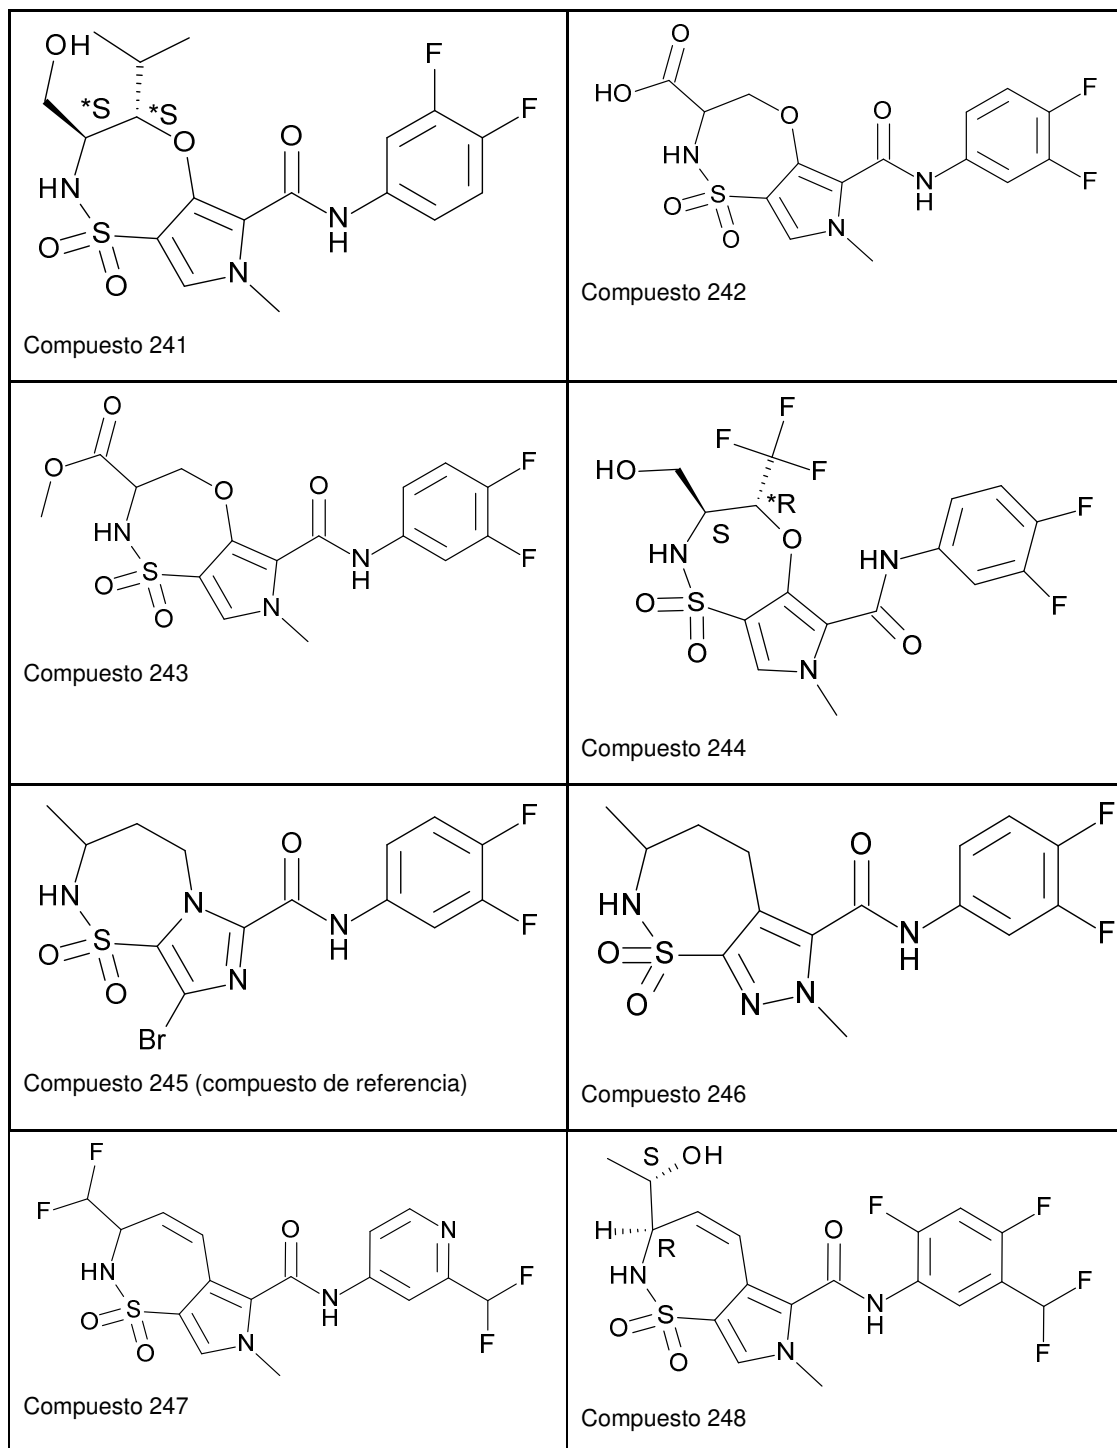 OH
*S *S
F
F
O
O
HN
N
H
O S
O
N
Compuesto 241
O
HO
O
O
F
HN
N
H
F
O S
O
N
Compuesto 242
O
O
O
O
F
HN
N
H
F
O S
O
N
Compuesto 243
F
F
F
HO
*R
S
O
HN
HN
F
F
O S
O
O
N
Compuesto 244
F
O
HN
N
N
H
F
O S
O
N
Br
Compuesto 245 (compuesto de referencia)
F
O
HN
N
H
F
O S
O
N N
Compuesto 246
F
F
O
N
HN
N
H
F
F
O S
O
N
Compuesto 247
S OH
H
R
F
F
O
HN
N
H
F
F
O S
O
N
Compuesto 248